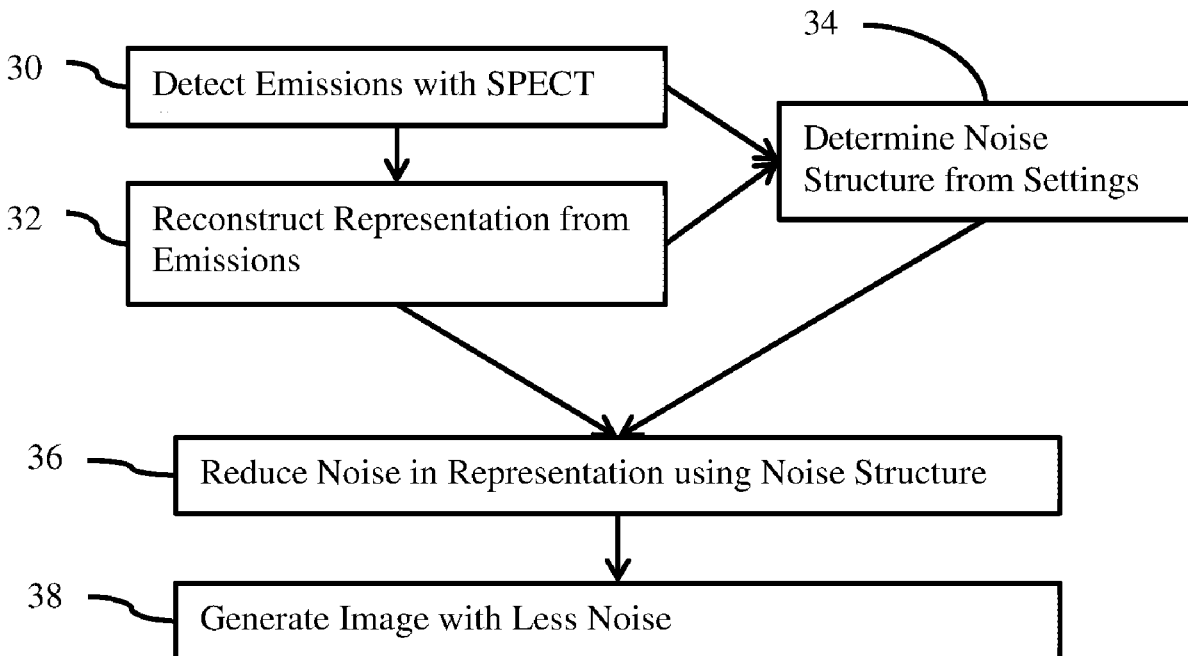 34
30
Detect Emissions with SPECT
Determine Noise
Structure from Settings
32
Reconstruct Representation from
Emissions
36
Reduce Noise in Representation using Noise Structure
38
Generate Image with Less Noise